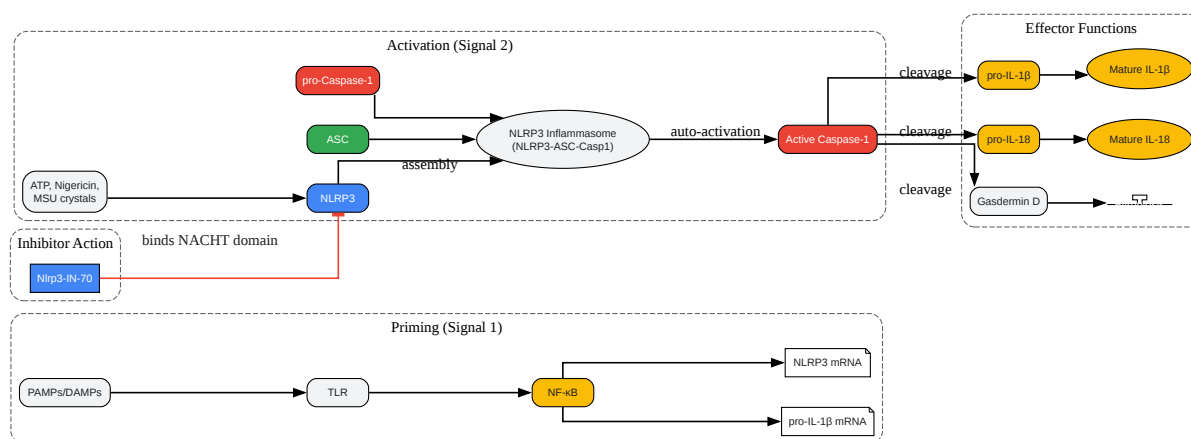 Effector Functions
Activation (Signal 2)
pro-Caspase-1
cleavage
pro-IL-1β
Mature IL-1β
ASC
NLRP3 Inflammasome
(NLRP3-ASC-Casp1)
auto-activation
Active Caspase-1
cleavage
pro-IL-18
Mature IL-18
assembly
ATP, Nigericin,
MSU crystals
NLRP3
cleavage
Gasdermin D
Inhibitor Action
binds NACHT domain
Nlrp3-IN-70
Priming (Signal 1)
NLRP3 mRNA
PAMPs/DAMPs
TLR
NF-κB
pro-IL-1β mRNA